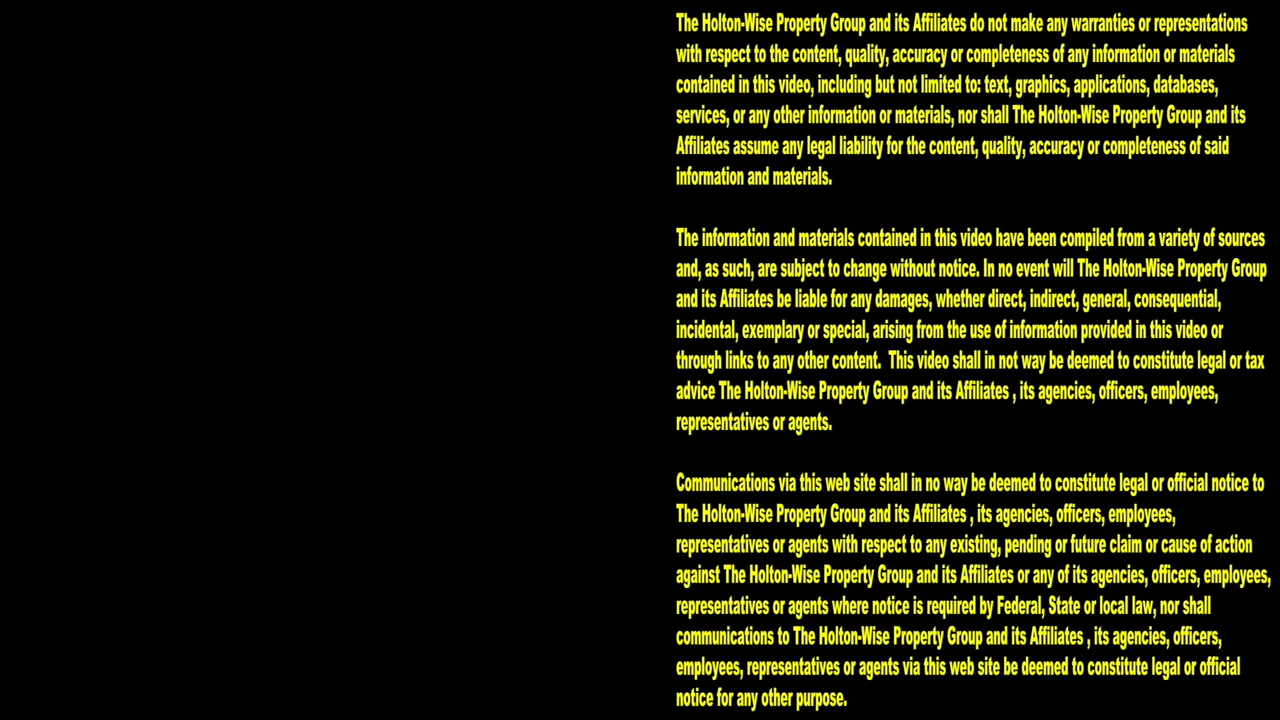 The Holton-Wise Property Group and its Affiliates do not make any warranties or representations
with respect to the content, quality, accuracy or completeness of any information or materials
contained in this video, including but not limited to: text, graphics, applications, databases,
services, or any other information or materials, nor shall The Holton-Wise Property Group and its
Affiliates assume any legal liability for the content, quality, accuracy or completeness of said
information and materials.
The information and materials contained in this video have been compiled from a variety of sources
and, as such, are subject to change without notice. In no event will The Holton-Wise Property Group
and its Affiliates be liable for any damages, whether direct, indirect, general, consequential,
incidental, exemplary or special, arising from the use of information provided in this video or
through links to any other content.  This video shall in not way be deemed to constitute legal or tax
advice The Holton-Wise Property Group and its Affiliates , its agencies, officers, employees,
representatives or agents.
Communications via this web site shall in no way be deemed to constitute legal or official notice to
The Holton-Wise Property Group and its Affiliates , its agencies, officers, employees,
representatives or agents with respect to any existing, pending or future claim or cause of action
against The Holton-Wise Property Group and its Affiliates or any of its agencies, officers, employees,
representatives or agents where notice is required by Federal, State or local law, nor shall
communications to The Holton-Wise Property Group and its Affiliates , its agencies, officers,
employees, representatives or agents via this web site be deemed to constitute legal or official
notice for any other purpose.